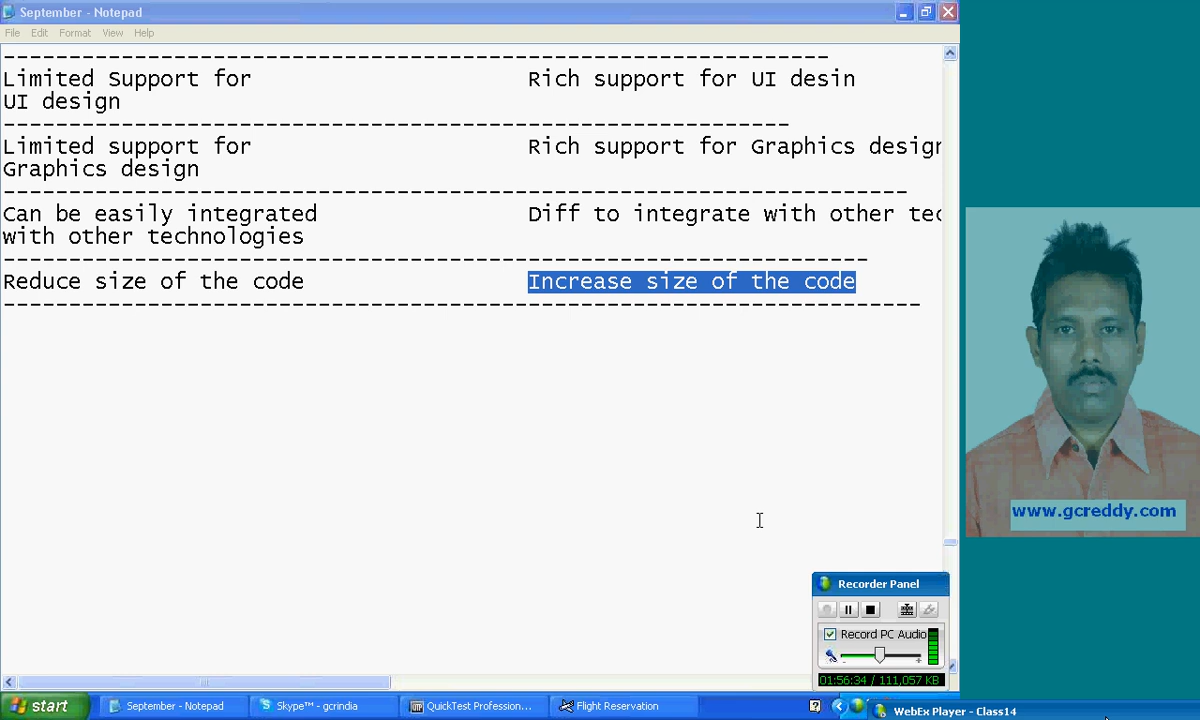 September - Notepad
File Edit Format View Help
---------------------------------------------------------------
Limited Support for Rich support for UI desin
UI design
------------------------------------------------------------
Limited support for Rich support for Graphics design
Graphics design
---------------------------------------------------------------------
Can be easily integrated Diff to integrate with other tec
with other technologies
------------------------------------------------------------------
Reduce size of the code Increase size of the code
----------------------------------------------------------------------
www.gcreddy.com
Recorder Panel
Record PC Audio
- +
01:56:34 / 111,057 KB
start September - Notepad Skype™ - gcrindia QuickTest Profession... Flight Reservation WebEx Player - Class14